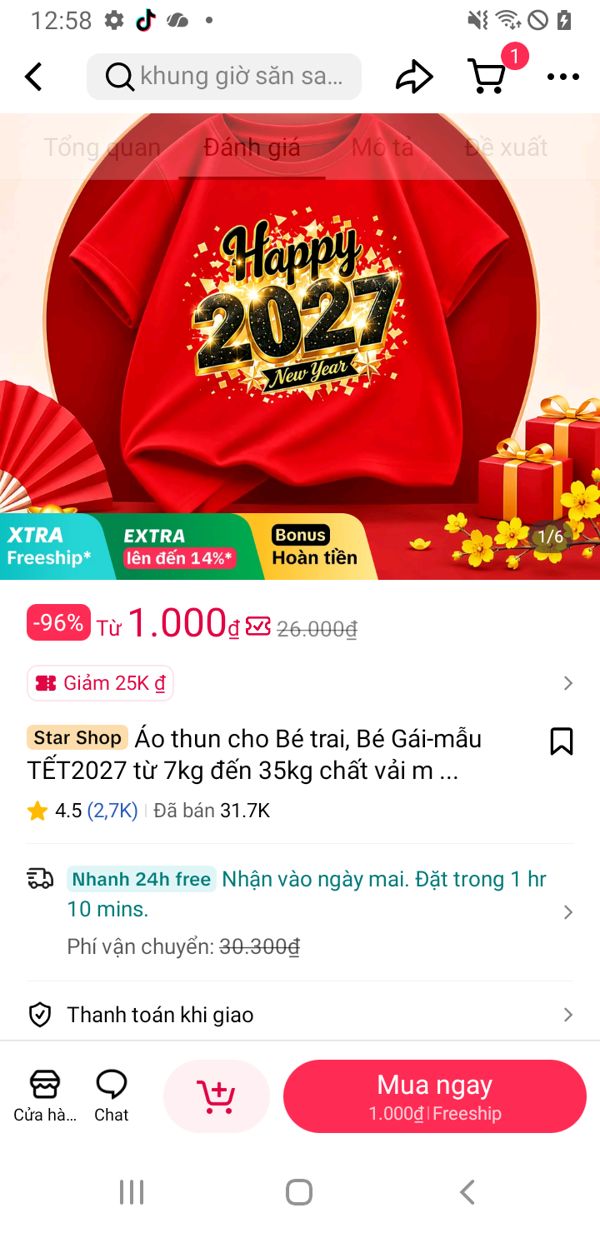 12:58
khung giờ săn sa...
1
Tổng quan Đánh giá Mô tả Đề xuất
Happy
2027
New Year
XTRA
Freeship*
EXTRA
lên đến 14%*
Bonus
Hoàn tiền
1/6
-96% Từ 1.000₫ 26.000₫
Giảm 25K ₫
Star Shop Áo thun cho Bé trai, Bé Gái-mẫu
TẾT2027 từ 7kg đến 35kg chất vải m ...
4.5 (2,7K) Đã bán 31.7K
Nhanh 24h free Nhận vào ngày mai. Đặt trong 1 hr
10 mins.
Phí vận chuyển: 30.300₫
Thanh toán khi giao
Cửa hà...
Chat
Mua ngay
1.000₫ | Freeship